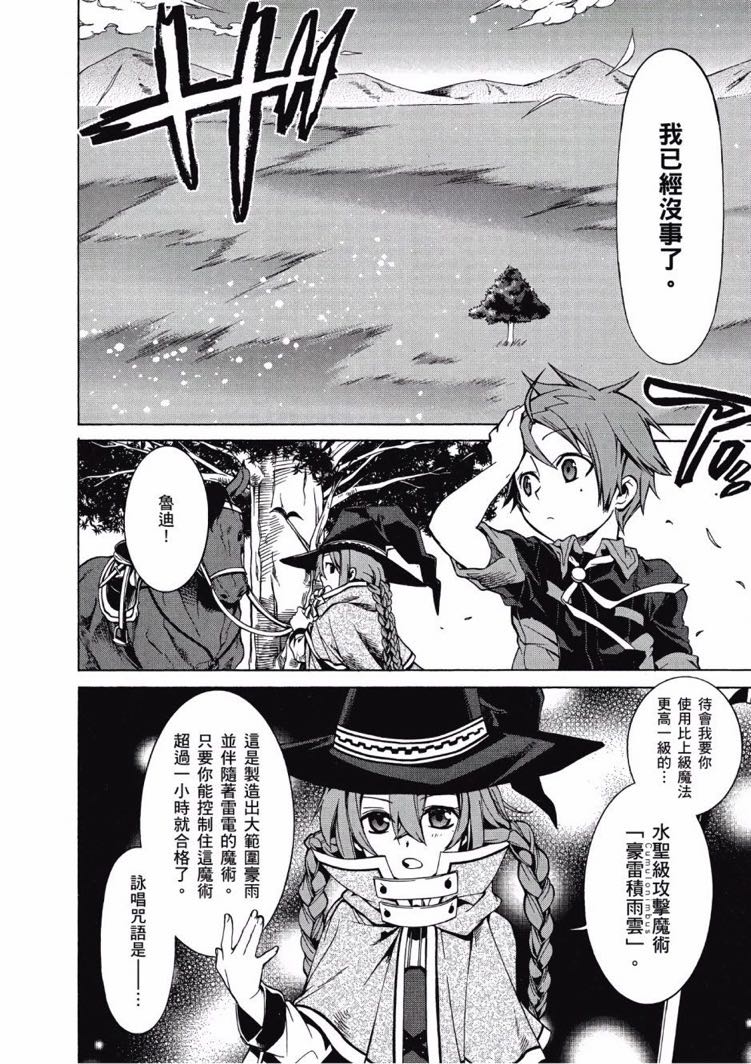 我已經沒事了。
魯迪！
待會我要你
使用比上級魔法
更高一級的…
水聖級攻擊魔術
Cumulonimbus
「豪雷積雨雲」。
這是製造出大範圍豪雨
並伴隨著雷電的魔術。
只要你能控制住這魔術
超過一小時就合格了。
詠唱咒語是——…